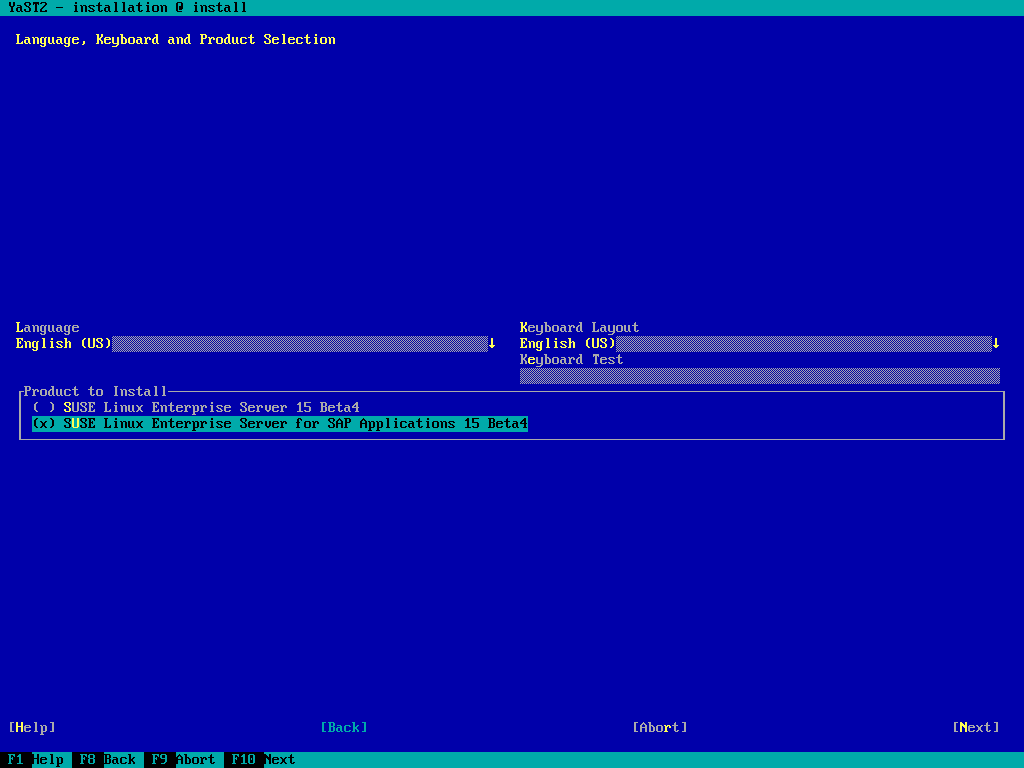 YaST2 - installation @ install
Language, Keyboard and Product Selection
Language
English (US)↓
Keyboard Layout
English (US)↓
Keyboard Test
Product to Install
( ) SUSE Linux Enterprise Server 15 Beta4
(x) SUSE Linux Enterprise Server for SAP Applications 15 Beta4
[Help] [Back] [Abort] [Next]
F1 Help F8 Back F9 Abort F10 Next